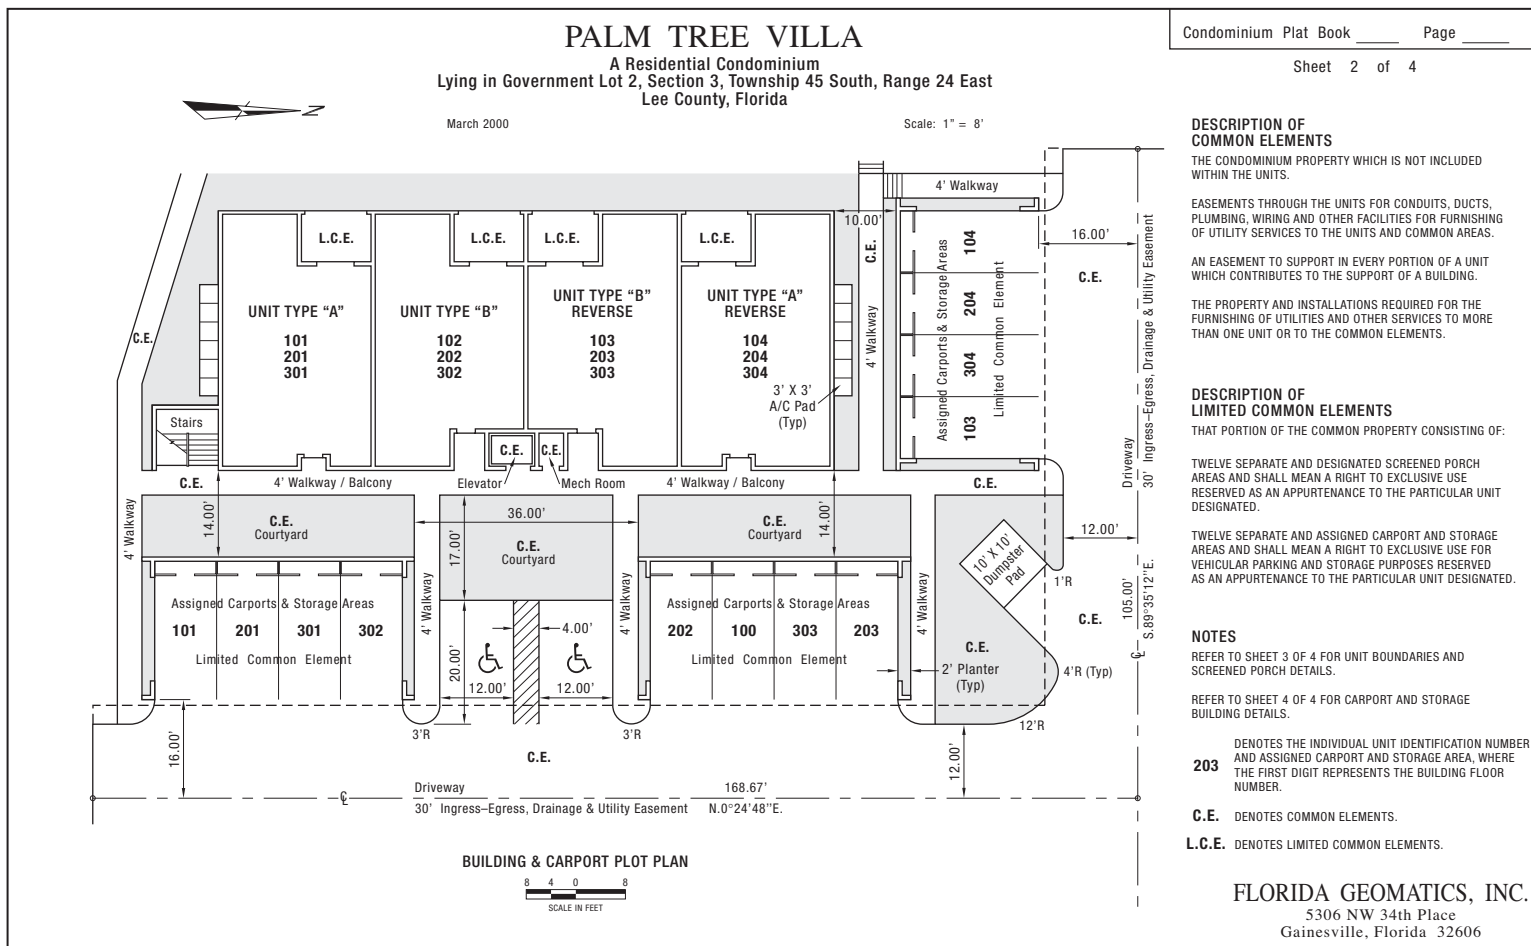 PALM TREE VILLA
A Residential Condominium
Lying in Government Lot 2, Section 3, Township 45 South, Range 24 East
Lee County, Florida
March 2000
Scale: 1" = 8'
N
Condominium Plat Book _____ Page _____
Sheet 2 of 4
4' Walkway
10.00'
16.00'
C.E.
C.E.
C.E.
L.C.E.
L.C.E.
L.C.E.
L.C.E.
UNIT TYPE “A”
101
201
301
UNIT TYPE “B”
102
202
302
UNIT TYPE “B”
REVERSE
103
203
303
UNIT TYPE “A”
REVERSE
104
204
304
3' X 3'
A/C Pad
(Typ)
4' Walkway
Assigned Carports & Storage Areas
104
204
304
103
Limited Common Element
30' Ingress–Egress, Drainage & Utility Easement
Driveway
Stairs
C.E.
C.E.
C.E.
4' Walkway / Balcony
Elevator
Mech Room
4' Walkway / Balcony
C.E.
4' Walkway
14.00'
C.E.
Courtyard
36.00'
17.00'
C.E.
Courtyard
C.E.
Courtyard
14.00'
10' X 10'
Dumpster
Pad
12.00'
1'R
105.00'
S.89°35'12''E.
C.E.
Assigned Carports & Storage Areas
101 201 301 302
Limited Common Element
4' Walkway
20.00'
4.00'
12.00'
12.00'
4' Walkway
Assigned Carports & Storage Areas
202 100 303 203
Limited Common Element
4' Walkway
C.E.
2' Planter
(Typ)
4'R (Typ)
12'R
3'R
3'R
16.00'
C.E.
12.00'
Driveway
168.67'
30' Ingress–Egress, Drainage & Utility Easement
N.0°24'48''E.
BUILDING & CARPORT PLOT PLAN
8 4 0 8
SCALE IN FEET
DESCRIPTION OF
COMMON ELEMENTS
THE CONDOMINIUM PROPERTY WHICH IS NOT INCLUDED
WITHIN THE UNITS.
EASEMENTS THROUGH THE UNITS FOR CONDUITS, DUCTS,
PLUMBING, WIRING AND OTHER FACILITIES FOR FURNISHING
OF UTILITY SERVICES TO THE UNITS AND COMMON AREAS.
AN EASEMENT TO SUPPORT IN EVERY PORTION OF A UNIT
WHICH CONTRIBUTES TO THE SUPPORT OF A BUILDING.
THE PROPERTY AND INSTALLATIONS REQUIRED FOR THE
FURNISHING OF UTILITIES AND OTHER SERVICES TO MORE
THAN ONE UNIT OR TO THE COMMON ELEMENTS.
DESCRIPTION OF
LIMITED COMMON ELEMENTS
THAT PORTION OF THE COMMON PROPERTY CONSISTING OF:
TWELVE SEPARATE AND DESIGNATED SCREENED PORCH
AREAS AND SHALL MEAN A RIGHT TO EXCLUSIVE USE
RESERVED AS AN APPURTENANCE TO THE PARTICULAR UNIT
DESIGNATED.
TWELVE SEPARATE AND ASSIGNED CARPORT AND STORAGE
AREAS AND SHALL MEAN A RIGHT TO EXCLUSIVE USE FOR
VEHICULAR PARKING AND STORAGE PURPOSES RESERVED
AS AN APPURTENANCE TO THE PARTICULAR UNIT DESIGNATED.
NOTES
REFER TO SHEET 3 OF 4 FOR UNIT BOUNDARIES AND
SCREENED PORCH DETAILS.
REFER TO SHEET 4 OF 4 FOR CARPORT AND STORAGE
BUILDING DETAILS.
203 DENOTES THE INDIVIDUAL UNIT IDENTIFICATION NUMBER
AND ASSIGNED CARPORT AND STORAGE AREA, WHERE
THE FIRST DIGIT REPRESENTS THE BUILDING FLOOR
NUMBER.
C.E. DENOTES COMMON ELEMENTS.
L.C.E. DENOTES LIMITED COMMON ELEMENTS.
FLORIDA GEOMATICS, INC.
5306 NW 34th Place
Gainesville, Florida 32606